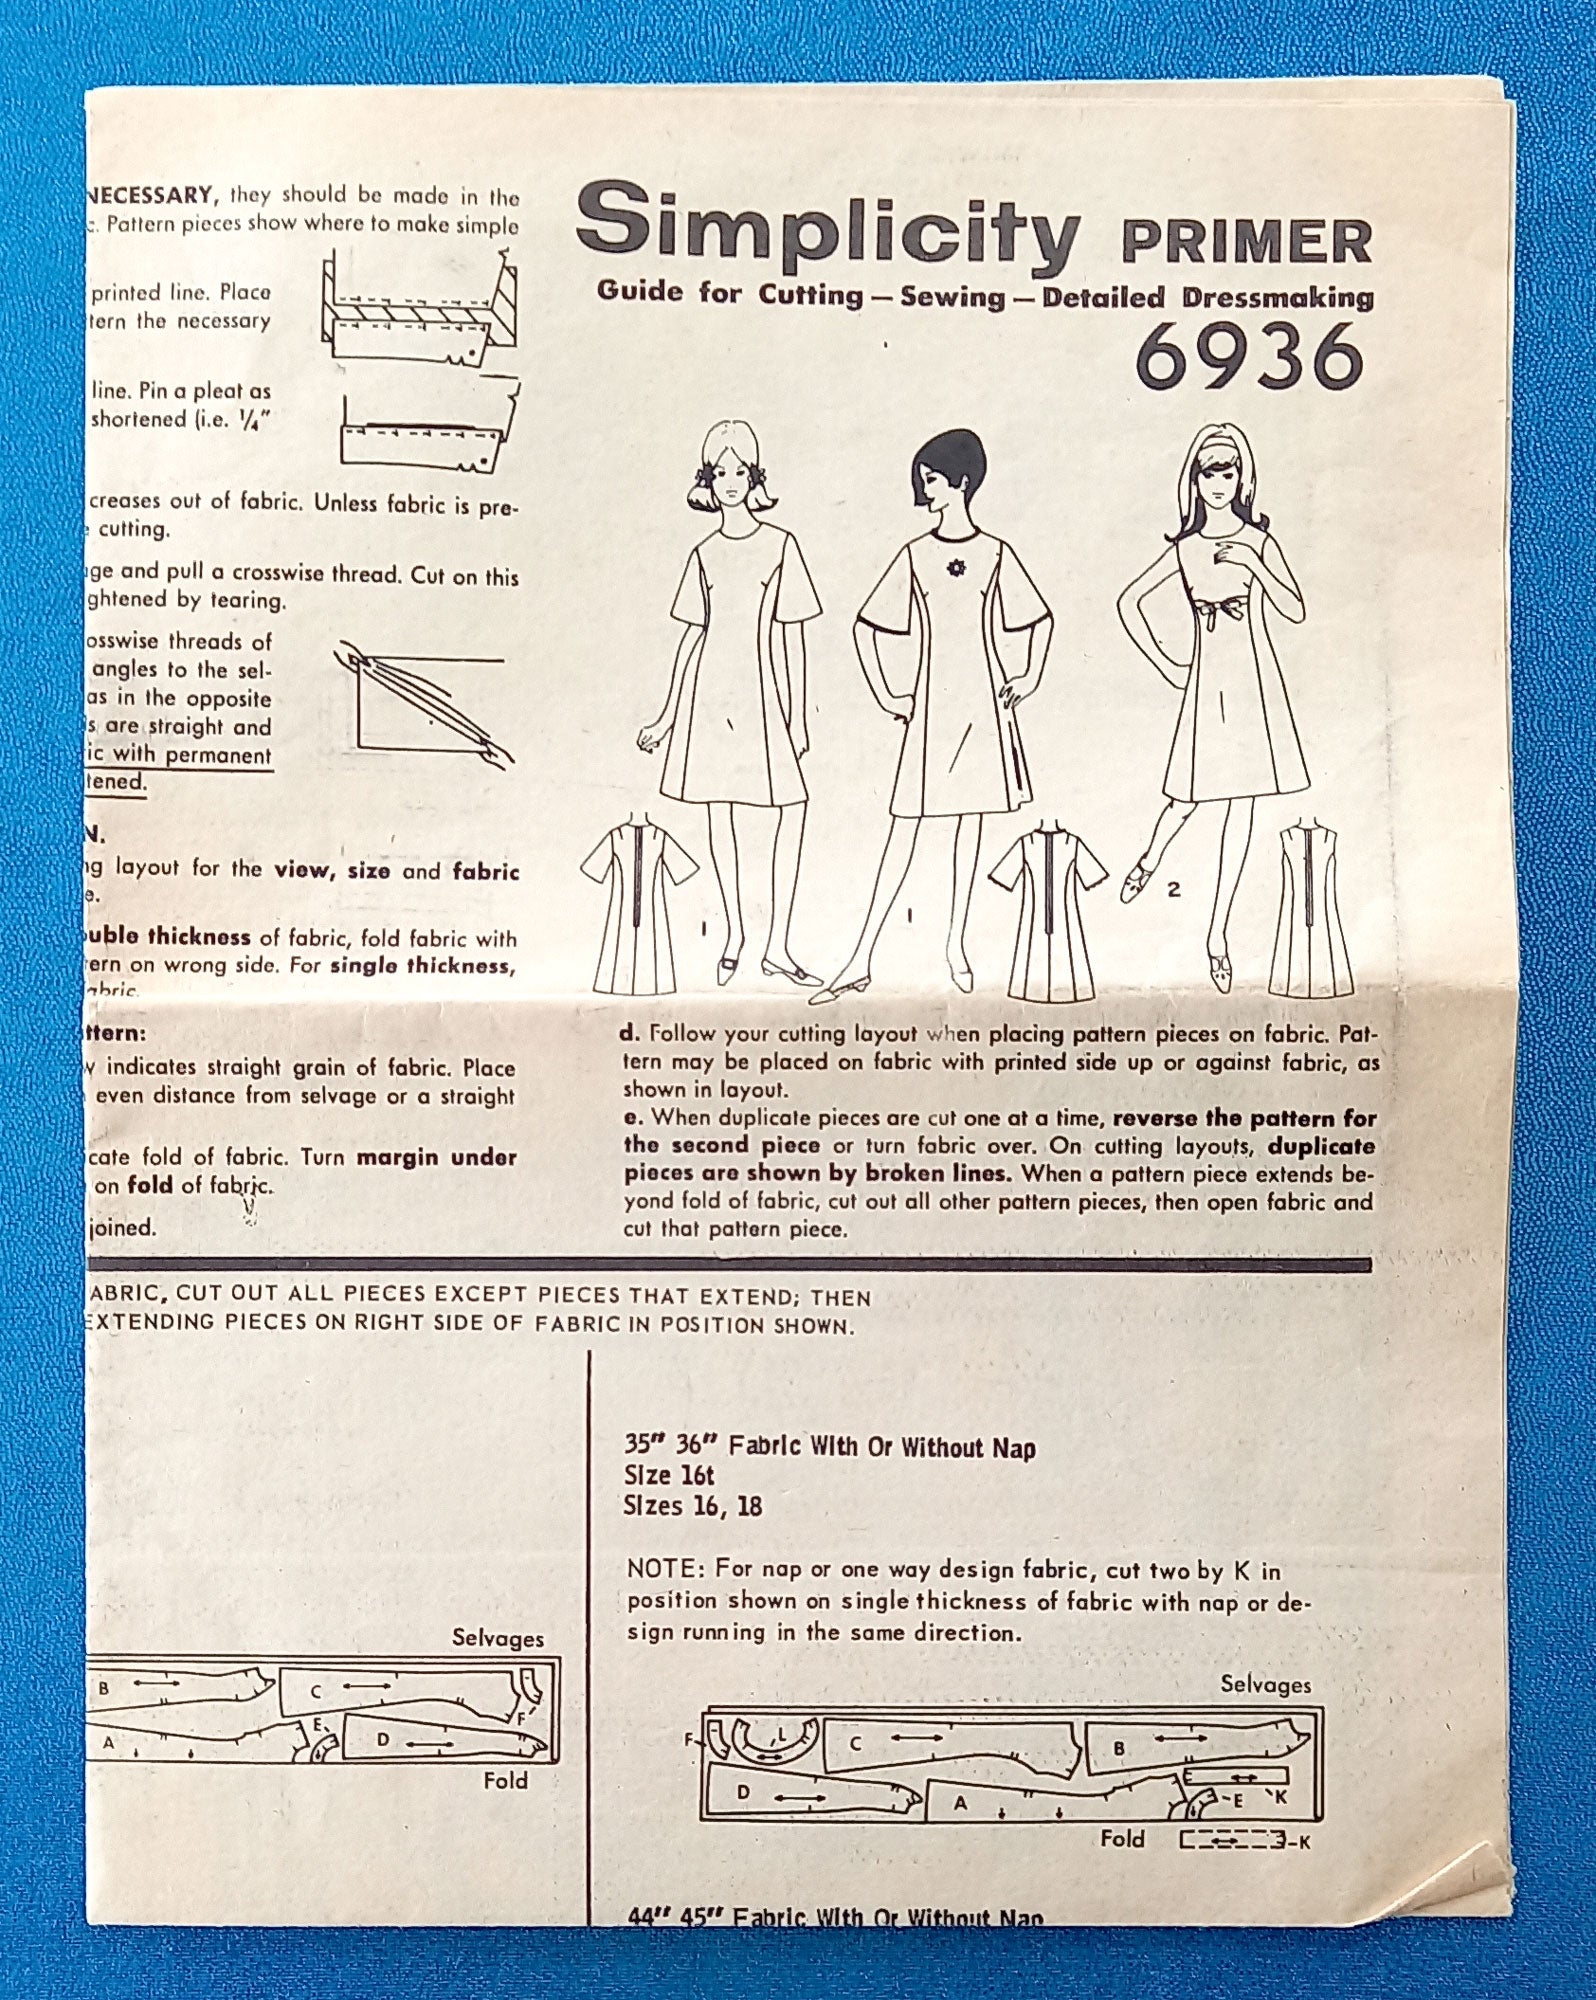 NECESSARY, they should be made in the
c. Pattern pieces show where to make simple
printed line. Place
tern the necessary
line. Pin a pleat as
shortened (i.e. 1/4"
creases out of fabric. Unless fabric is pre-
cutting.
ge and pull a crosswise thread. Cut on this
ghtened by tearing.
osswise threads of
angles to the sel-
as in the opposite
s are straight and
ic with permanent
tened.
N.
ng layout for the view, size and fabric
e.
uble thickness of fabric, fold fabric with
ern on wrong side. For single thickness,
abric.
ttern:
w indicates straight grain of fabric. Place
even distance from selvage or a straight
cate fold of fabric. Turn margin under
on fold of fabric.
joined.
Simplicity PRIMER
Guide for Cutting — Sewing — Detailed Dressmaking
6936
1
1
2
d. Follow your cutting layout when placing pattern pieces on fabric. Pat-
tern may be placed on fabric with printed side up or against fabric, as
shown in layout.
e. When duplicate pieces are cut one at a time, reverse the pattern for
the second piece or turn fabric over. On cutting layouts, duplicate
pieces are shown by broken lines. When a pattern piece extends be-
yond fold of fabric, cut out all other pattern pieces, then open fabric and
cut that pattern piece.
ABRIC, CUT OUT ALL PIECES EXCEPT PIECES THAT EXTEND; THEN
EXTENDING PIECES ON RIGHT SIDE OF FABRIC IN POSITION SHOWN.
Selvages
B
C
F
A
E
D
Fold
35" 36" Fabric With Or Without Nap
Size 16t
Sizes 16, 18
NOTE: For nap or one way design fabric, cut two by K in
position shown on single thickness of fabric with nap or de-
sign running in the same direction.
Selvages
F
L
C
B
D
A
E
K
Fold
K
44" 45" Fabric With Or Without Nap